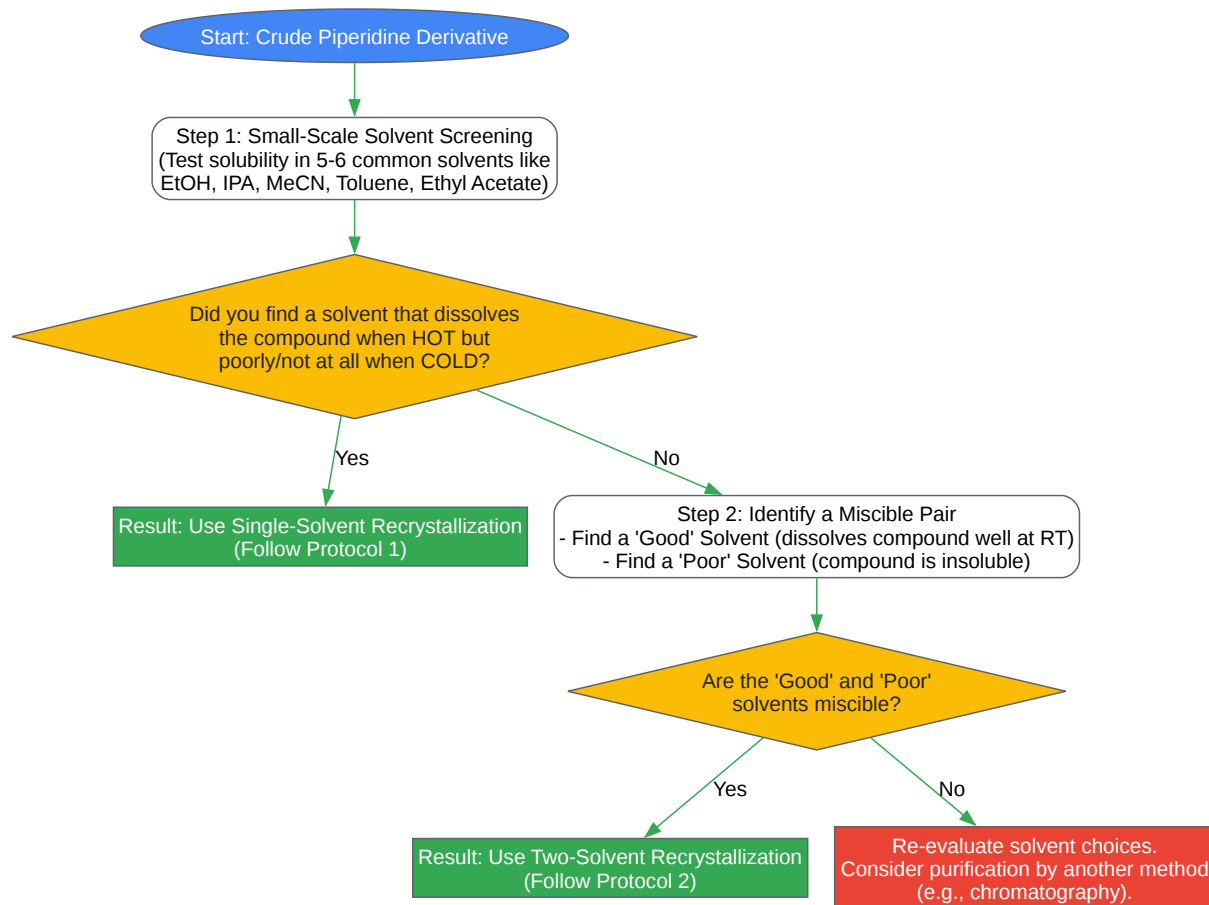 Start: Crude Piperidine Derivative
Step 1: Small-Scale Solvent Screening
(Test solubility in 5-6 common solvents like
EtOH, IPA, MeCN, Toluene, Ethyl Acetate)
Did you find a solvent that dissolves
the compound when HOT but
poorly/not at all when COLD?
Yes
No
Result: Use Single-Solvent Recrystallization
(Follow Protocol 1)
Step 2: Identify a Miscible Pair
- Find a 'Good' Solvent (dissolves compound well at RT)
- Find a 'Poor' Solvent (compound is insoluble)
Are the 'Good' and 'Poor'
solvents miscible?
Yes
No
Result: Use Two-Solvent Recrystallization
(Follow Protocol 2)
Re-evaluate solvent choices.
Consider purification by another method
(e.g., chromatography).